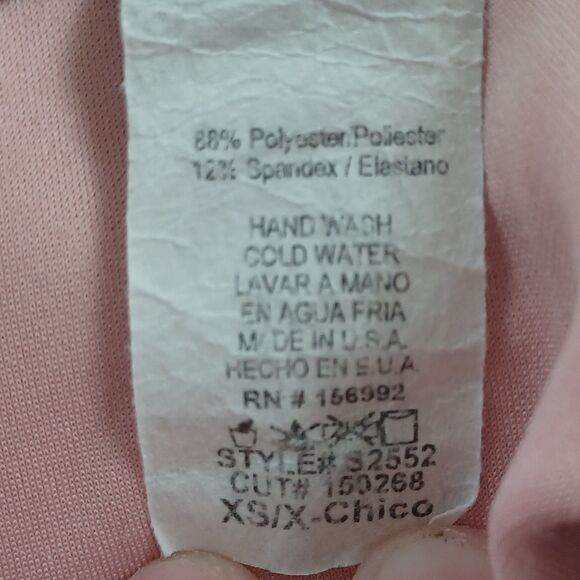 88% Polyester/Poliester
12% Spandex / Elastano
HAND WASH
COLD WATER
LAVAR A MANO
EN AGUA FRIA
MADE IN U.S.A.
HECHO EN E.U.A.
RN # 156992
STYLE# S2552
CUT# 150268
XS/X-Chico